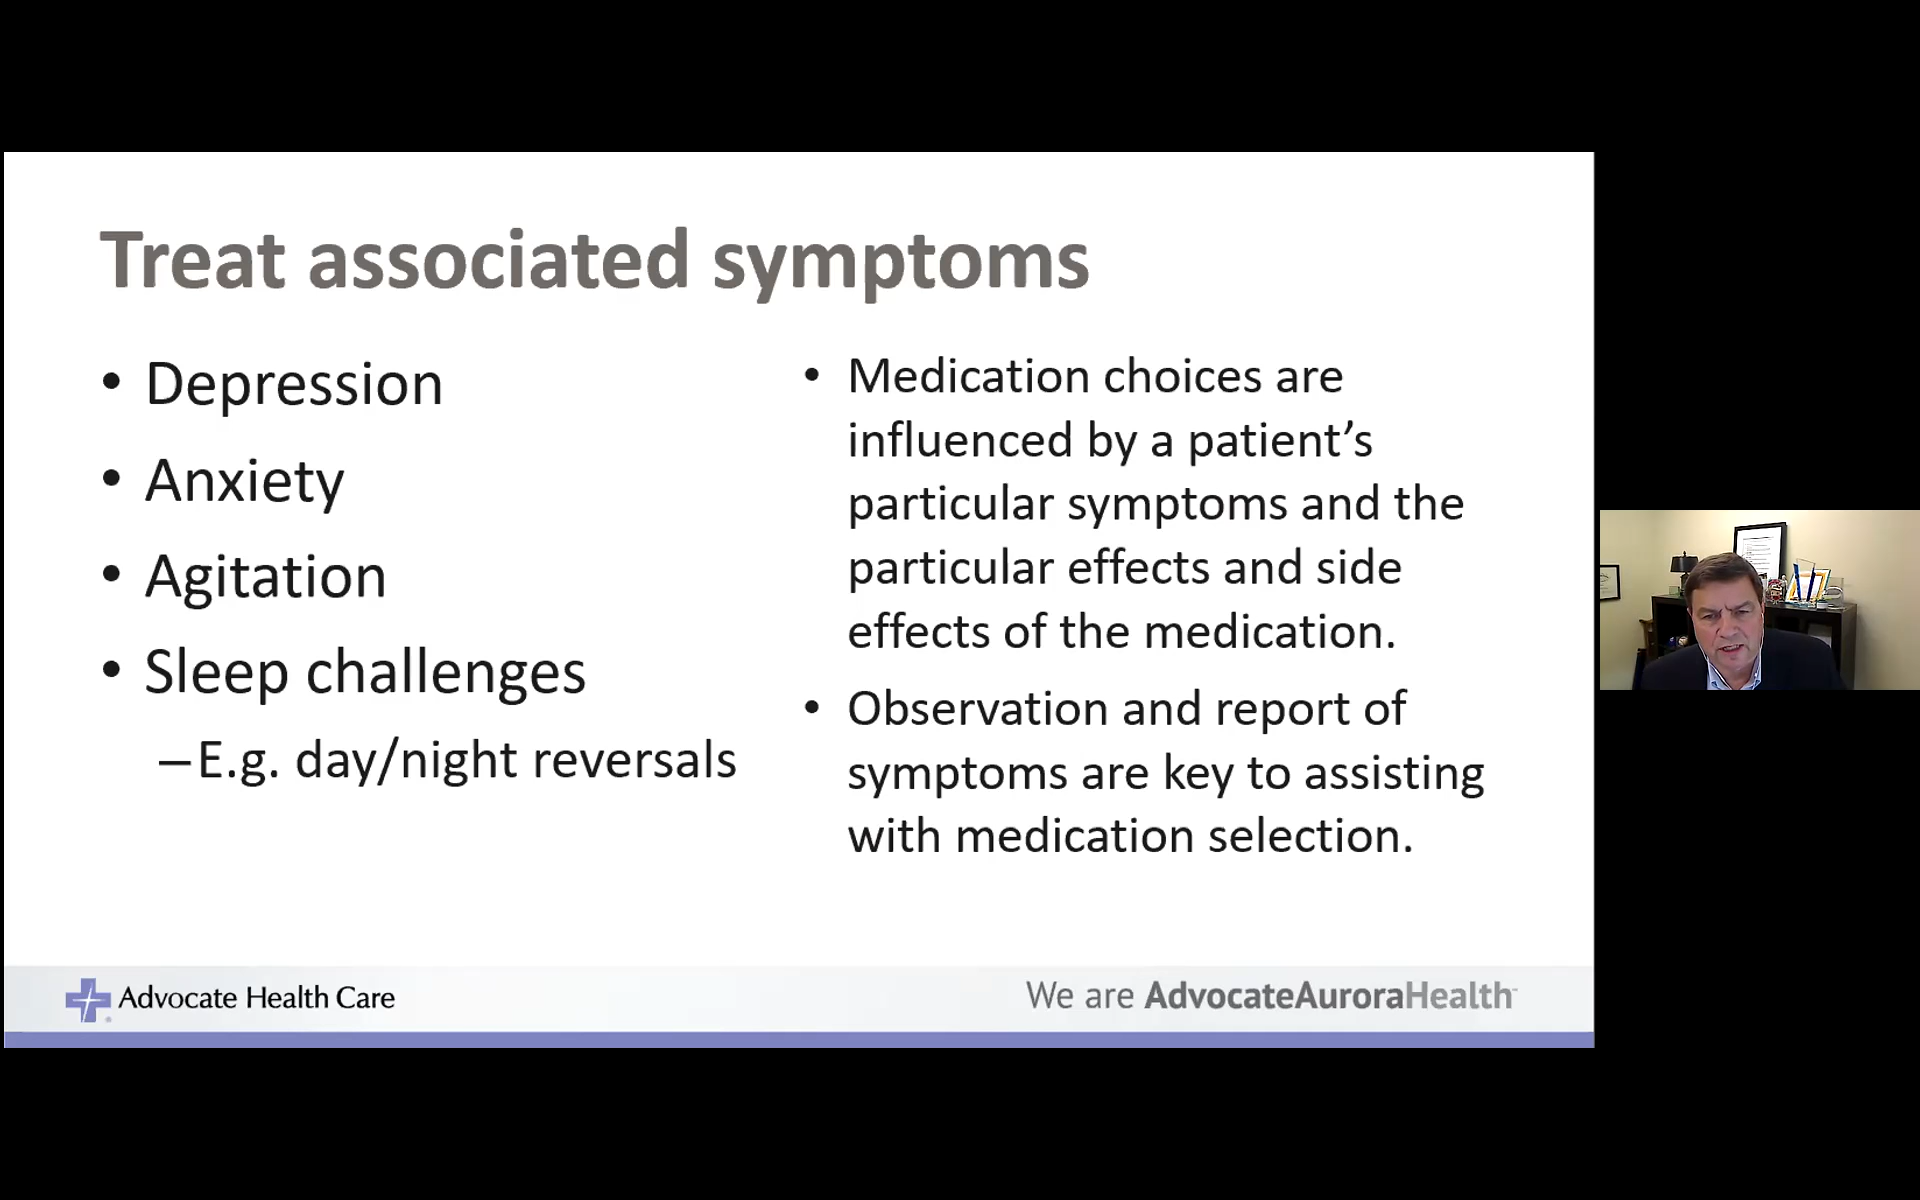 Treat associated symptoms
• Depression
• Anxiety
• Agitation
• Sleep challenges
–E.g. day/night reversals
• Medication choices are
influenced by a patient’s
particular symptoms and the
particular effects and side
effects of the medication.
• Observation and report of
symptoms are key to assisting
with medication selection.
Advocate Health Care
We are AdvocateAuroraHealth